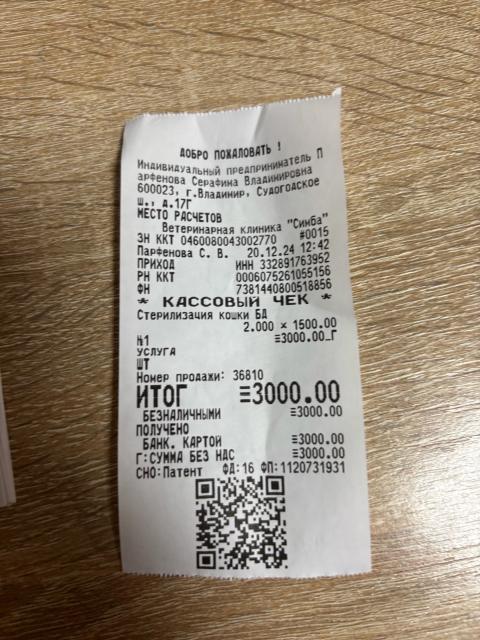 ДОБРО ПОЖАЛОВАТЬ !
Индивидуальный предприниматель П
арфенова Серафина Владимировна
600023, г.Владимир, Судогодское
ш., д.17Г
МЕСТО РАСЧЕТОВ
Ветеринарная клиника "Симба"
ЗН ККТ 0460080043002770 #0015
Парфенова С. В. 20.12.24 12:42
ПРИХОД ИНН 332891763952
РН ККТ 0006075261055156
ФН 7381440800518856
* КАССОВЫЙ ЧЕК *
Стерилизация кошки БД
2.000 × 1500.00
№1 ≡3000.00_Г
УСЛУГА
ШТ
Номер продажи: 36810
ИТОГ ≡3000.00
БЕЗНАЛИЧНЫМИ ≡3000.00
ПОЛУЧЕНО
БАНК. КАРТОЙ ≡3000.00
Г:СУММА БЕЗ НДС ≡3000.00
СНО:Патент ФД:16 ФП:1120731931